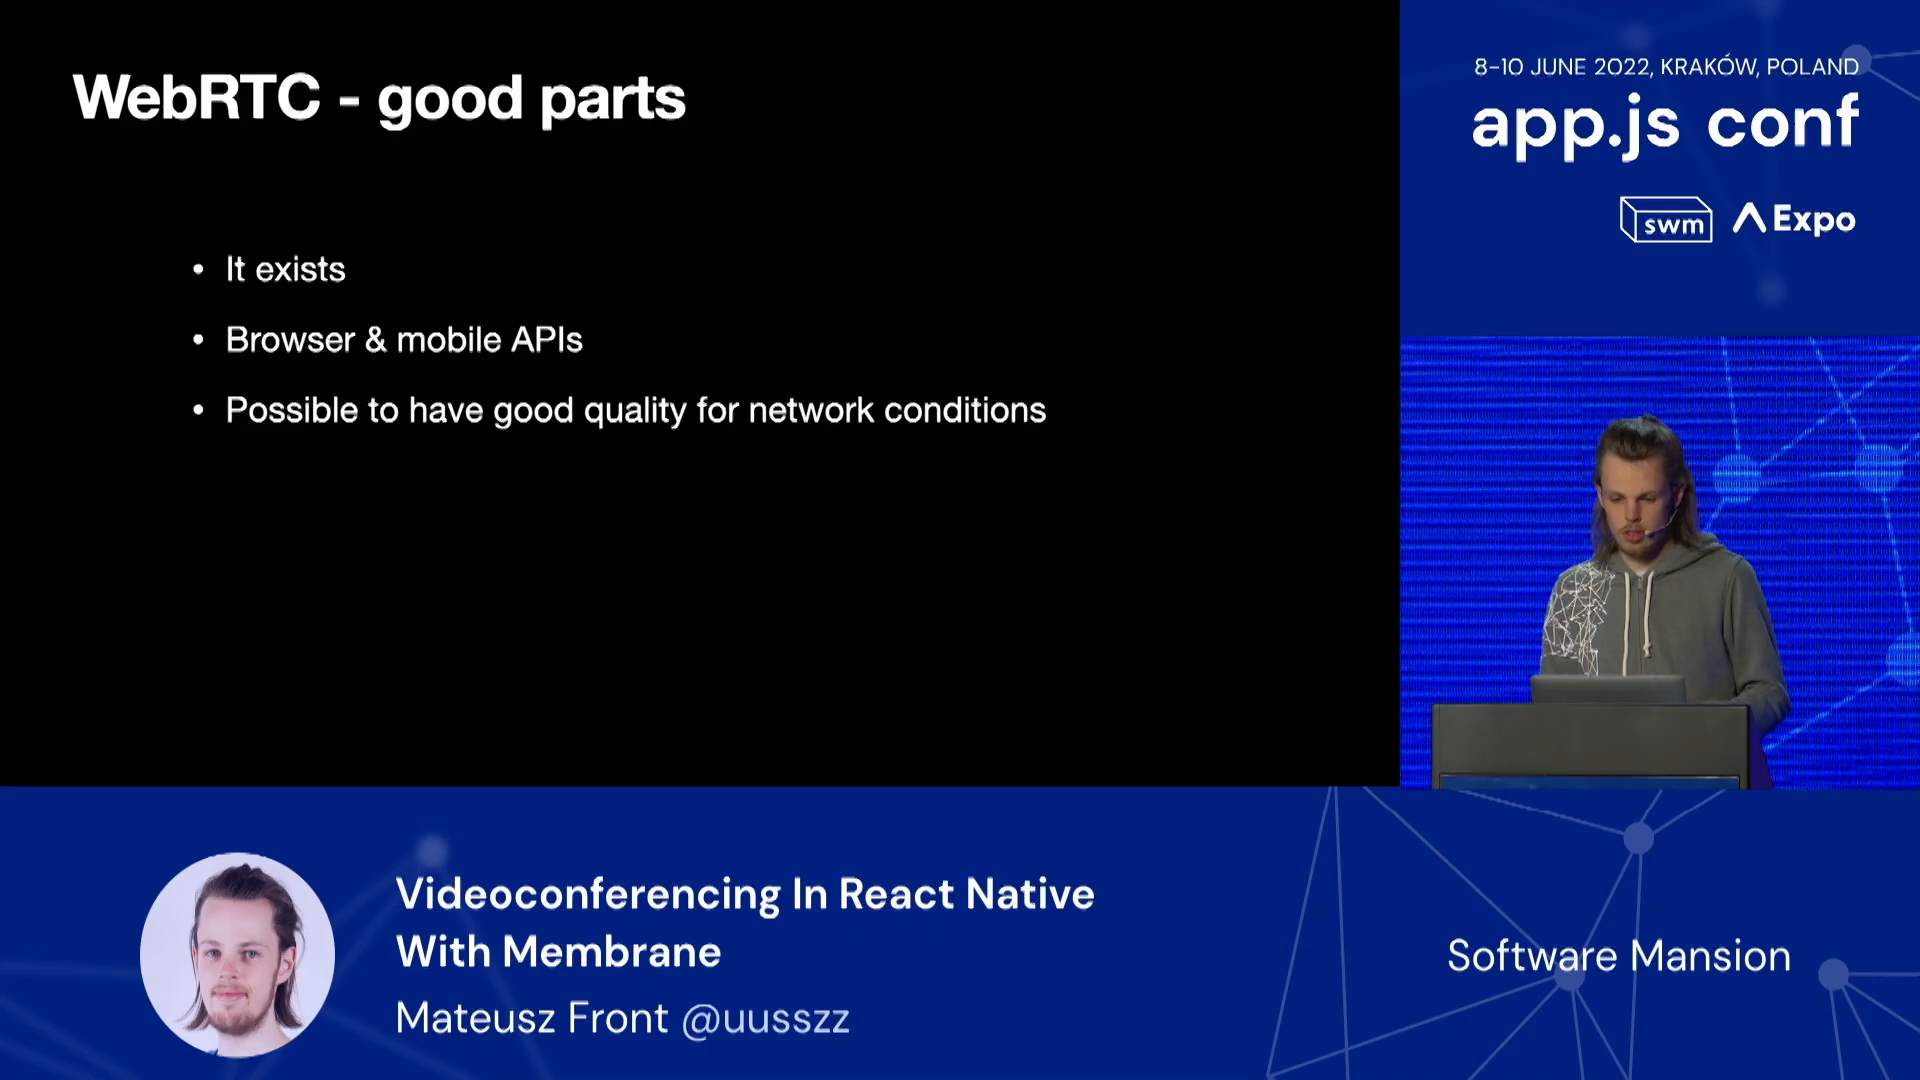 WebRTC - good parts
• It exists
• Browser & mobile APIs
• Possible to have good quality for network conditions
8–10 JUNE 2022, KRAKÓW, POLAND
app.js conf
swm
Expo
Videoconferencing In React Native
With Membrane
Mateusz Front @uusszz
Software Mansion